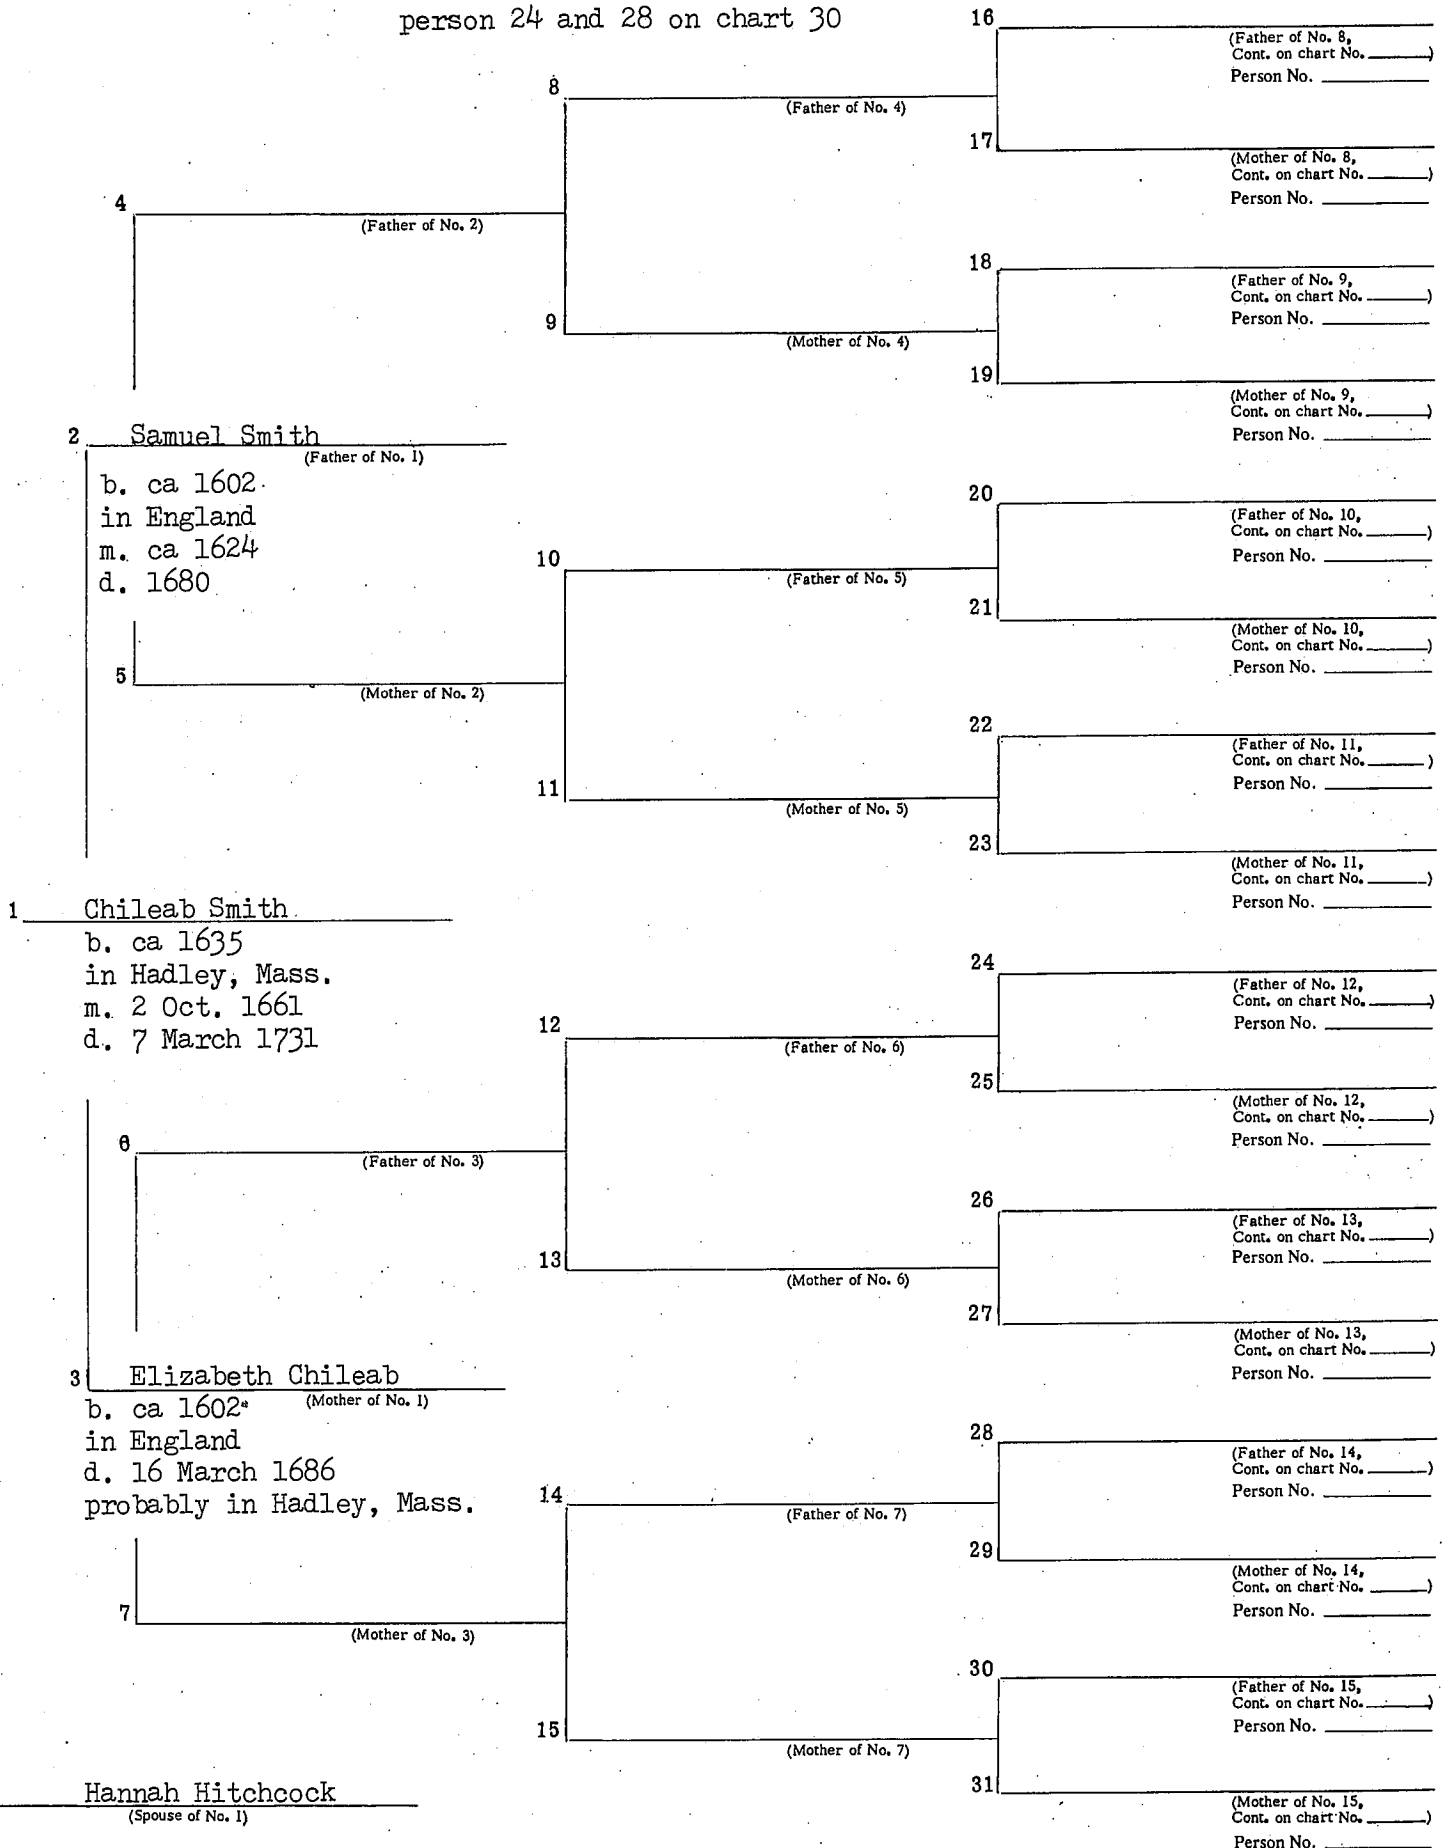 person 24 and 28 on chart 30
16
(Father of No. 8,
Cont. on chart No.
)
Person No.
8
(Father of No. 4)
17
(Mother of No. 8,
Cont. on chart No.
)
Person No.
4
(Father of No. 2)
18
(Father of No. 9,
Cont. on chart No.
)
Person No.
9
(Mother of No. 4)
19
(Mother of No. 9,
Cont. on chart No.
)
Person No.
2 Samuel Smith
(Father of No. 1)
b. ca 1602
in England
m. ca 1624
d. 1680
20
(Father of No. 10,
Cont. on chart No.
)
Person No.
10
(Father of No. 5)
21
(Mother of No. 10,
Cont. on chart No.
)
Person No.
5
(Mother of No. 2)
22
(Father of No. 11,
Cont. on chart No.
)
Person No.
11
(Mother of No. 5)
23
(Mother of No. 11,
Cont. on chart No.
)
Person No.
1 Chileab Smith
b. ca 1635
in Hadley, Mass.
m. 2 Oct. 1661
d. 7 March 1731
24
(Father of No. 12,
Cont. on chart No.
)
Person No.
12
(Father of No. 6)
25
(Mother of No. 12,
Cont. on chart No.
)
Person No.
6
(Father of No. 3)
26
(Father of No. 13,
Cont. on chart No.
)
Person No.
13
(Mother of No. 6)
27
(Mother of No. 13,
Cont. on chart No.
)
Person No.
3 Elizabeth Chileab
(Mother of No. 1)
b. ca 1602
in England
d. 16 March 1686
probably in Hadley, Mass.
28
(Father of No. 14,
Cont. on chart No.
)
Person No.
14
(Father of No. 7)
29
(Mother of No. 14,
Cont. on chart No.
)
Person No.
7
(Mother of No. 3)
30
(Father of No. 15,
Cont. on chart No.
)
Person No.
15
(Mother of No. 7)
31
(Mother of No. 15,
Cont. on chart No.
)
Person No.
Hannah Hitchcock
(Spouse of No. 1)